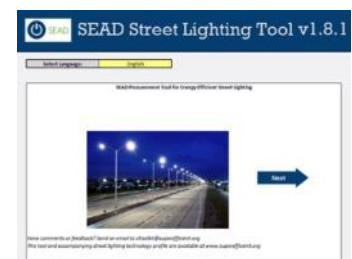 SEAD SEAD Street Lighting Tool v1.8.1
Select Language: English
SEAD Procurement Tool for Energy Efficient Street Lighting
Next
Have comments or feedback? Send an email to
This tool and accompanying street lighting technology profile are available at www.superefficient.org